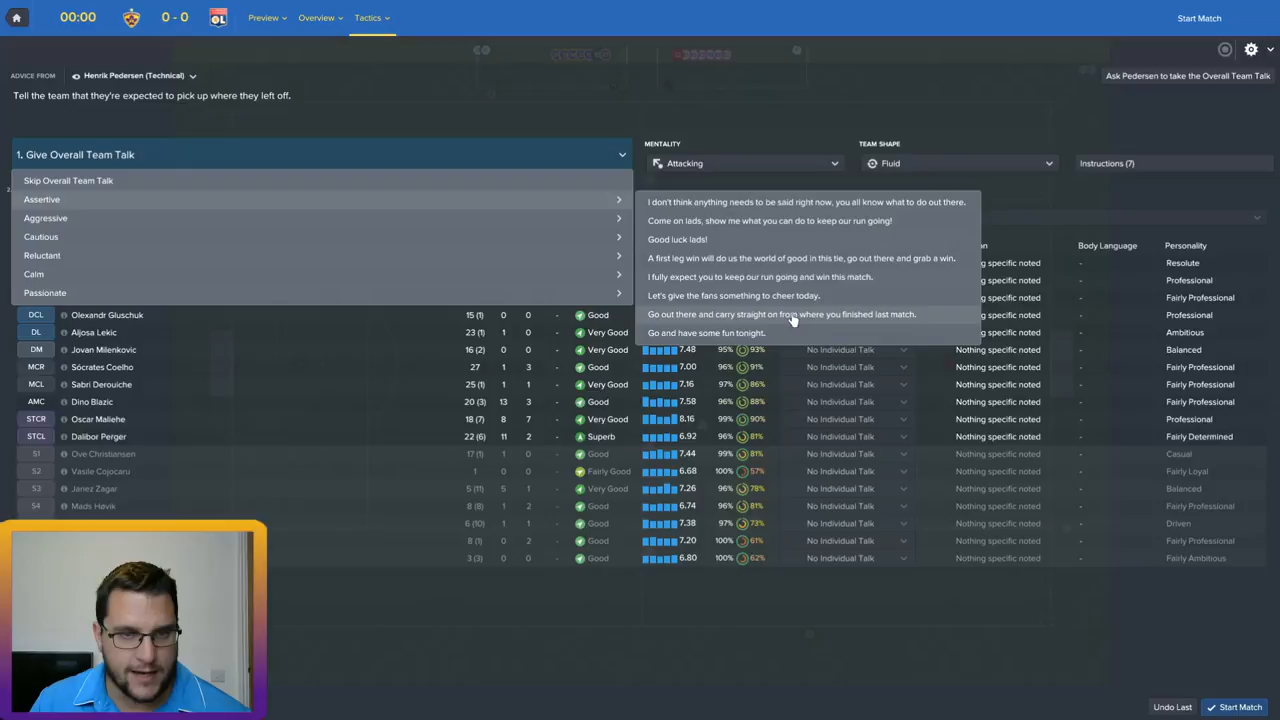 00:00 0 - 0 OL Preview Overview Tactics Start Match
ADVICE FROM Henrik Pedersen (Technical) Ask Pedersen to take the Overall Team Talk
Tell the team that they're expected to pick up where they left off.
MENTALITY TEAM SHAPE
1. Give Overall Team Talk Attacking Fluid Instructions (7)
Skip Overall Team Talk
Assertive
Aggressive
Cautious
Reluctant
Calm
Passionate
I don't think anything needs to be said right now, you all know what to do out there.
Come on lads, show me what you can do to keep our run going!
Good luck lads!
A first leg win will do us the world of good in this tie, go out there and grab a win.
I fully expect you to keep our run going and win this match.
Let's give the fans something to cheer today.
Go out there and carry straight on from where you finished last match.
Go and have some fun tonight.
Body Language Personality
thing specific noted - Resolute
thing specific noted - Professional
thing specific noted - Professional
thing specific noted - Fairly Professional
DCL Olexandr Gluschuk 15 (1) 0 0 - Good thing specific noted - Professional
DL Aljosa Lekic 23 (1) 1 0 - Very Good thing specific noted - Ambitious
DM Jovan Milenkovic 16 (2) 0 0 - Very Good 7.48 95% 93% No Individual Talk Nothing specific noted - Balanced
MCR Sócrates Coelho 27 1 3 - Good 7.00 96% 91% No Individual Talk Nothing specific noted - Fairly Professional
MCL Sabri Derouiche 25 (1) 1 1 - Very Good 7.16 97% 86% No Individual Talk Nothing specific noted - Fairly Professional
AMC Dino Blazic 20 (3) 13 3 - Good 7.58 96% 88% No Individual Talk Nothing specific noted - Fairly Professional
STCR Oscar Maliehe 18 (7) 8 7 - Very Good 8.16 99% 90% No Individual Talk Nothing specific noted - Professional
STCL Dalibor Perger 22 (6) 11 2 - Superb 6.92 96% 81% No Individual Talk Nothing specific noted - Fairly Determined
S1 Ove Christiansen 17 (1) 1 0 - Good 7.44 99% 81% No Individual Talk Nothing specific noted - Casual
S2 Vasile Cojocaru 1 0 0 - Fairly Good 6.68 100% 57% No Individual Talk Nothing specific noted - Fairly Loyal
S3 Janez Zagar 5 (11) 5 1 - Very Good 7.26 96% 78% No Individual Talk Nothing specific noted - Balanced
S4 Mads Høvik 8 (8) 1 2 - Good 6.74 96% 81% No Individual Talk Nothing specific noted - Fairly Professional
6 (10) 1 1 - Good 7.38 97% 73% No Individual Talk Nothing specific noted - Driven
8 (1) 0 2 - Good 7.20 100% 61% No Individual Talk Nothing specific noted - Fairly Professional
3 (3) 0 0 - Good 6.80 100% 62% No Individual Talk Nothing specific noted - Fairly Ambitious
Undo Last Start Match